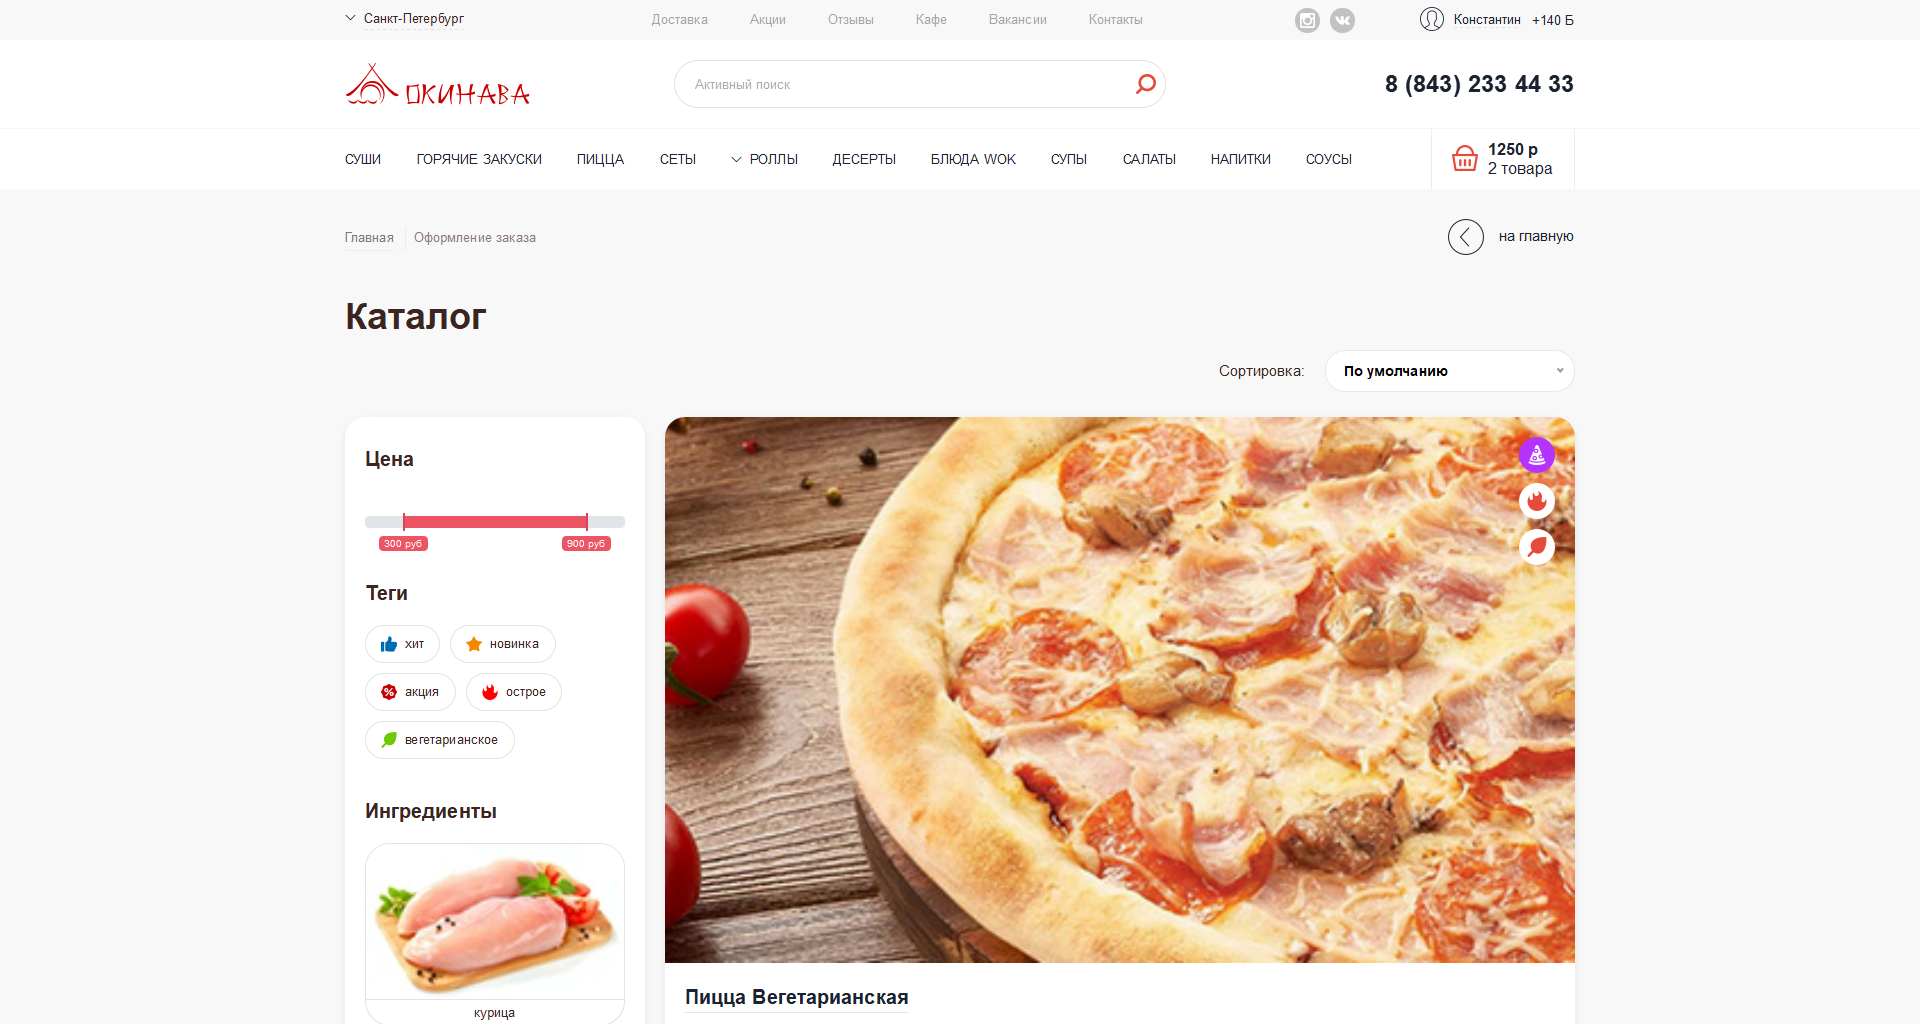 Санкт-Петербург
Доставка
Акции
Отзывы
Кафе
Вакансии
Контакты
Константин
+140 Б
ОКИНАВА
Активный поиск
8 (843) 233 44 33
СУШИ
ГОРЯЧИЕ ЗАКУСКИ
ПИЦЦА
СЕТЫ
РОЛЛЫ
ДЕСЕРТЫ
БЛЮДА WOK
СУПЫ
САЛАТЫ
НАПИТКИ
СОУСЫ
1250 р
2 товара
Главная
Оформление заказа
на главную
Каталог
Сортировка:
По умолчанию
Цена
300 руб
900 руб
Теги
хит
новинка
акция
острое
вегетарианское
Ингредиенты
курица
Пицца Вегетарианская